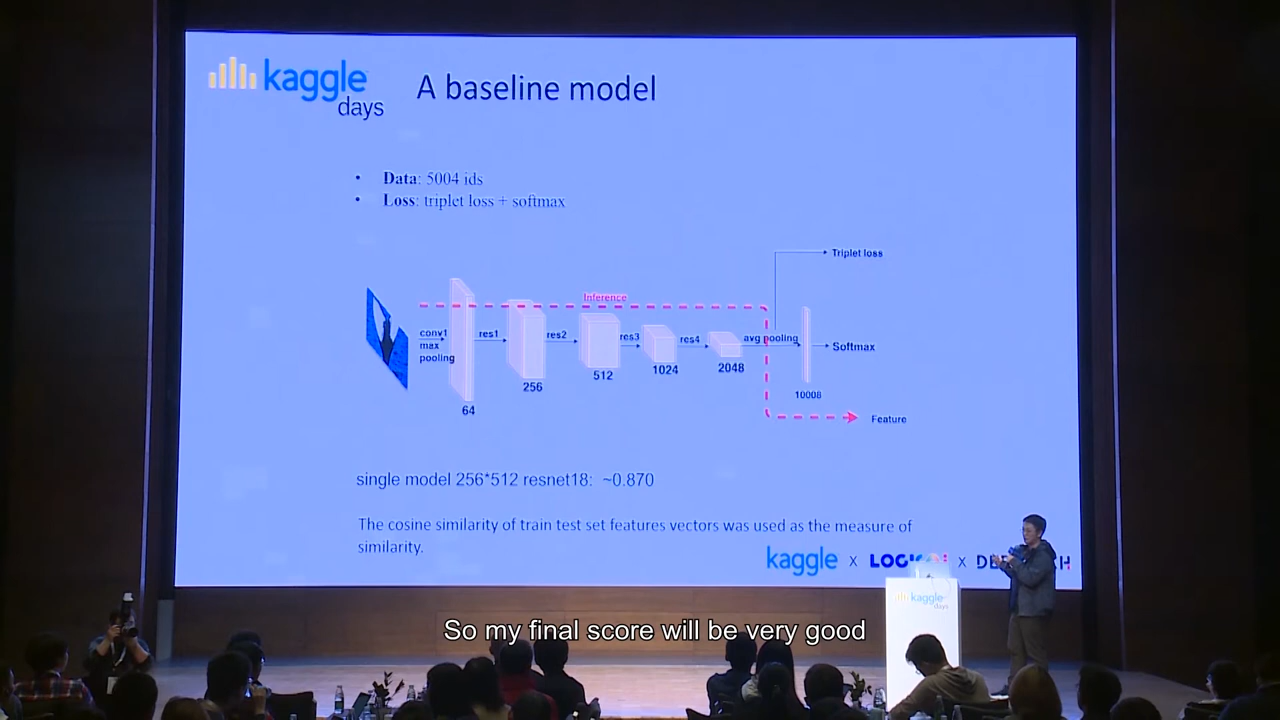 kaggle
days
A baseline model
• Data: 5004 ids
• Loss: triplet loss + softmax
Triplet loss
Inference
conv1
max
pooling
res1
res2
res3
res4
avg pooling
Softmax
64
256
512
1024
2048
10008
Feature
single model 256*512 resnet18: ~0.870
The cosine similarity of train test set features vectors was used as the measure of
similarity.
kaggle x x
kaggle
days
So my final score will be very good